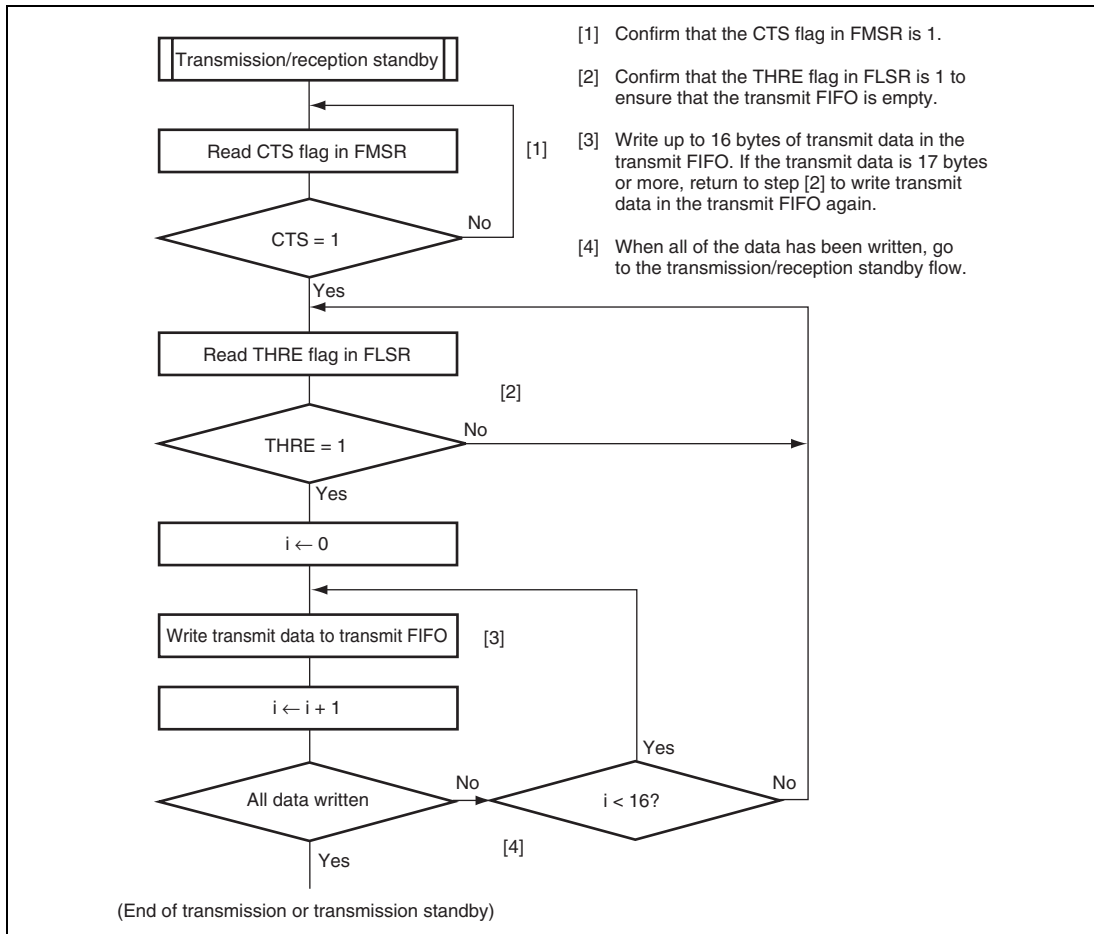 Transmission/reception standby
Read CTS flag in FMSR
[1]
CTS = 1
No
Yes
Read THRE flag in FLSR
[2]
THRE = 1
No
Yes
i ← 0
Write transmit data to transmit FIFO
[3]
i ← i + 1
Yes
All data written
No
i < 16?
No
[4]
Yes
(End of transmission or transmission standby)
[1] Confirm that the CTS flag in FMSR is 1.
[2] Confirm that the THRE flag in FLSR is 1 to
ensure that the transmit FIFO is empty.
[3] Write up to 16 bytes of transmit data in the
transmit FIFO. If the transmit data is 17 bytes
or more, return to step [2] to write transmit
data in the transmit FIFO again.
[4] When all of the data has been written, go
to the transmission/reception standby flow.